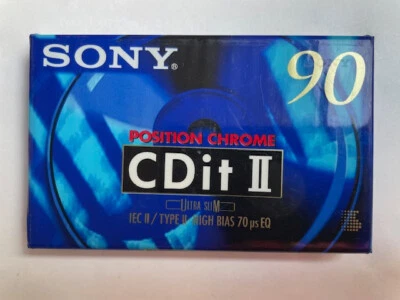 SONY® 90
POSITION CHROME
CDit II
ULTRA SLIM
IEC II / TYPE II HIGH BIAS 70 µs EQ